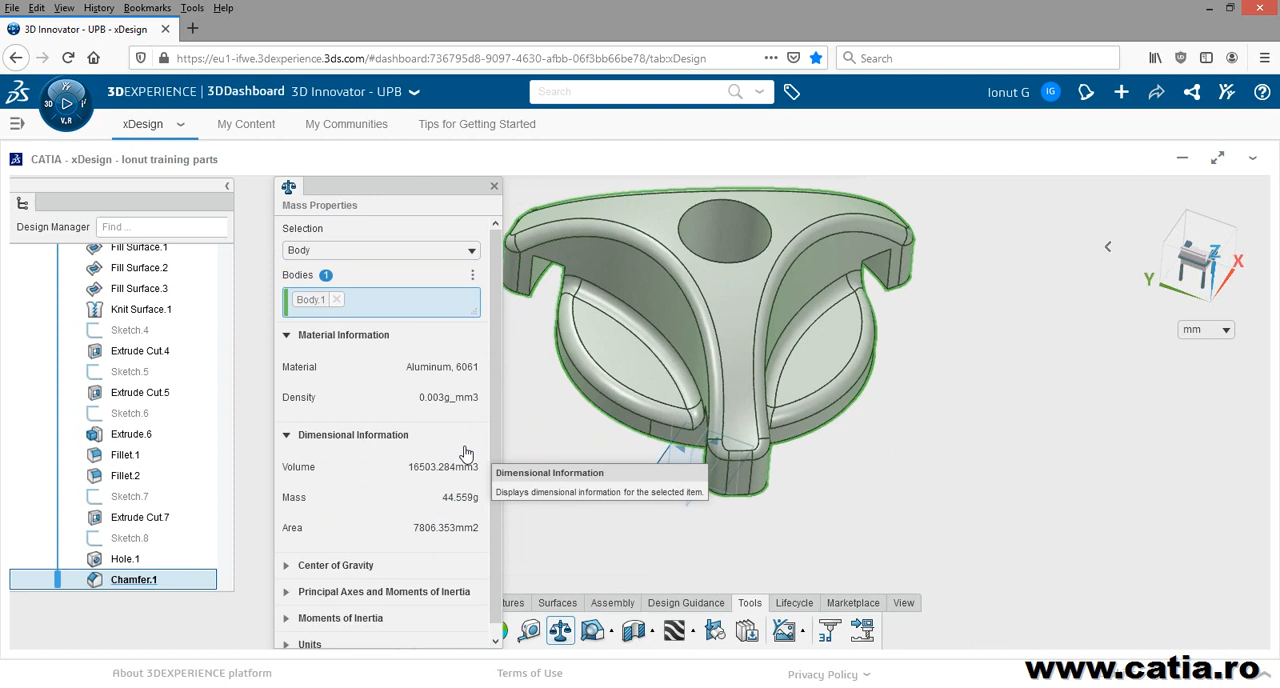 File Edit View History Bookmarks Tools Help
3D Innovator - UPB - xDesign
https://eu1-ifwe.3dexperience.3ds.com/#dashboard:736795d8-9097-4630-afbb-06f3bb66be78/tab:xDesign
Search
3DEXPERIENCE | 3DDashboard 3D Innovator - UPB
Search
Ionut G IG
3D V.R
xDesign My Content My Communities Tips for Getting Started
CATIA - xDesign - Ionut training parts
Design Manager Find ...
Fill Surface.1
Fill Surface.2
Fill Surface.3
Knit Surface.1
Sketch.4
Extrude Cut.4
Sketch.5
Extrude Cut.5
Sketch.6
Extrude.6
Fillet.1
Fillet.2
Sketch.7
Extrude Cut.7
Sketch.8
Hole.1
Chamfer.1
Mass Properties
Selection
Body
Bodies 1
Body.1
Material Information
Material Aluminum, 6061
Density 0.003g_mm3
Dimensional Information
Volume 16503.284mm3
Mass 44.559g
Area 7806.353mm2
Center of Gravity
Principal Axes and Moments of Inertia
Moments of Inertia
Units
Dimensional Information
Displays dimensional information for the selected item.
Z
X
Y
mm
tures Surfaces Assembly Design Guidance Tools Lifecycle Marketplace View
About 3DEXPERIENCE platform Terms of Use Privacy Policy
www.catia.ro